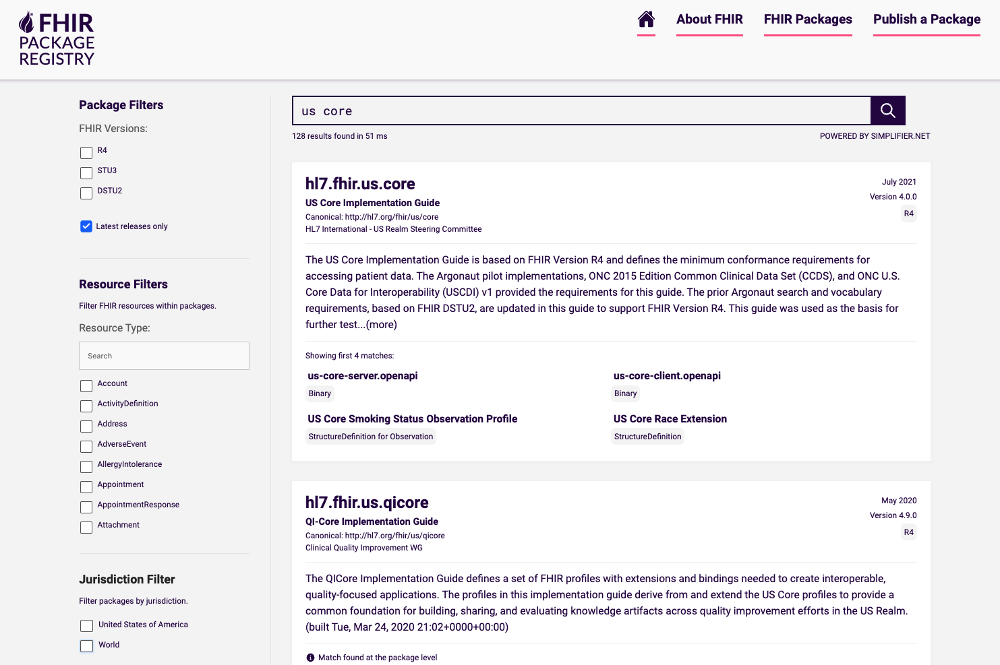 FHIR
PACKAGE
REGISTRY
About FHIR
FHIR Packages
Publish a Package
Package Filters
FHIR Versions:
R4
STU3
DSTU2
Latest releases only
Resource Filters
Filter FHIR resources within packages.
Resource Type:
Search
Account
ActivityDefinition
Address
AdverseEvent
AllergyIntolerance
Appointment
AppointmentResponse
Attachment
Jurisdiction Filter
Filter packages by jurisdiction.
United States of America
World
us core
128 results found in 51 ms
POWERED BY SIMPLIFIER.NET
hl7.fhir.us.core
July 2021
US Core Implementation Guide
Version 4.0.0
Canonical: http://hl7.org/fhir/us/core
R4
HL7 International - US Realm Steering Committee
The US Core Implementation Guide is based on FHIR Version R4 and defines the minimum conformance requirements for
accessing patient data. The Argonaut pilot implementations, ONC 2015 Edition Common Clinical Data Set (CCDS), and ONC U.S.
Core Data for Interoperability (USCDI) v1 provided the requirements for this guide. The prior Argonaut search and vocabulary
requirements, based on FHIR DSTU2, are updated in this guide to support FHIR Version R4. This guide was used as the basis for
further test...(more)
Showing first 4 matches:
us-core-server.openapi
Binary
us-core-client.openapi
Binary
US Core Smoking Status Observation Profile
StructureDefinition for Observation
US Core Race Extension
StructureDefinition
hl7.fhir.us.qicore
May 2020
QI-Core Implementation Guide
Version 4.9.0
Canonical: http://hl7.org/fhir/us/qicore
R4
Clinical Quality Improvement WG
The QICore Implementation Guide defines a set of FHIR profiles with extensions and bindings needed to create interoperable,
quality-focused applications. The profiles in this implementation guide derive from and extend the US Core profiles to provide a
common foundation for building, sharing, and evaluating knowledge artifacts across quality improvement efforts in the US Realm.
(built Tue, Mar 24, 2020 21:02+0000+00:00)
Match found at the package level